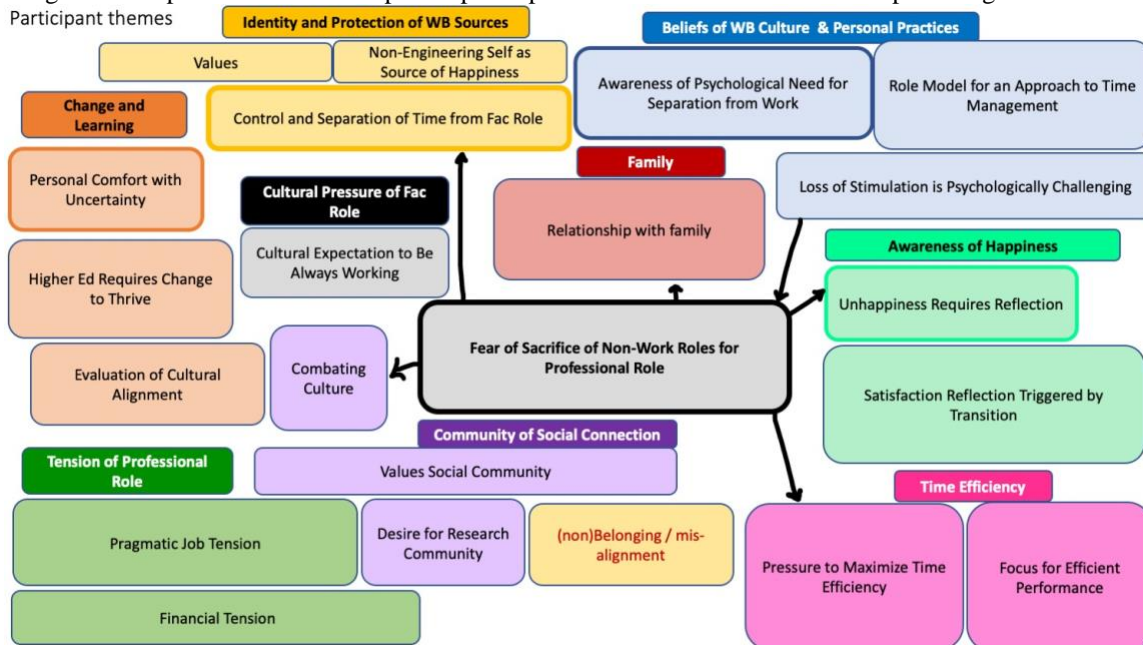 Participant themes
Identity and Protection of WB Sources
Values
Non-Engineering Self as
Source of Happiness
Control and Separation of Time from Fac Role
Beliefs of WB Culture & Personal Practices
Awareness of Psychological Need for
Separation from Work
Role Model for an Approach to Time
Management
Loss of Stimulation is Psychologically Challenging
Change and
Learning
Personal Comfort with
Uncertainty
Higher Ed Requires Change
to Thrive
Evaluation of Cultural
Alignment
Cultural Pressure of Fac
Role
Cultural Expectation to Be
Always Working
Family
Relationship with family
Awareness of Happiness
Unhappiness Requires Reflection
Satisfaction Reflection Triggered by
Transition
Fear of Sacrifice of Non-Work Roles for
Professional Role
Combating
Culture
Community of Social Connection
Values Social Community
Desire for Research
Community
(non)Belonging / mis-
alignment
Tension of Professional
Role
Pragmatic Job Tension
Financial Tension
Time Efficiency
Pressure to Maximize Time
Efficiency
Focus for Efficient
Performance